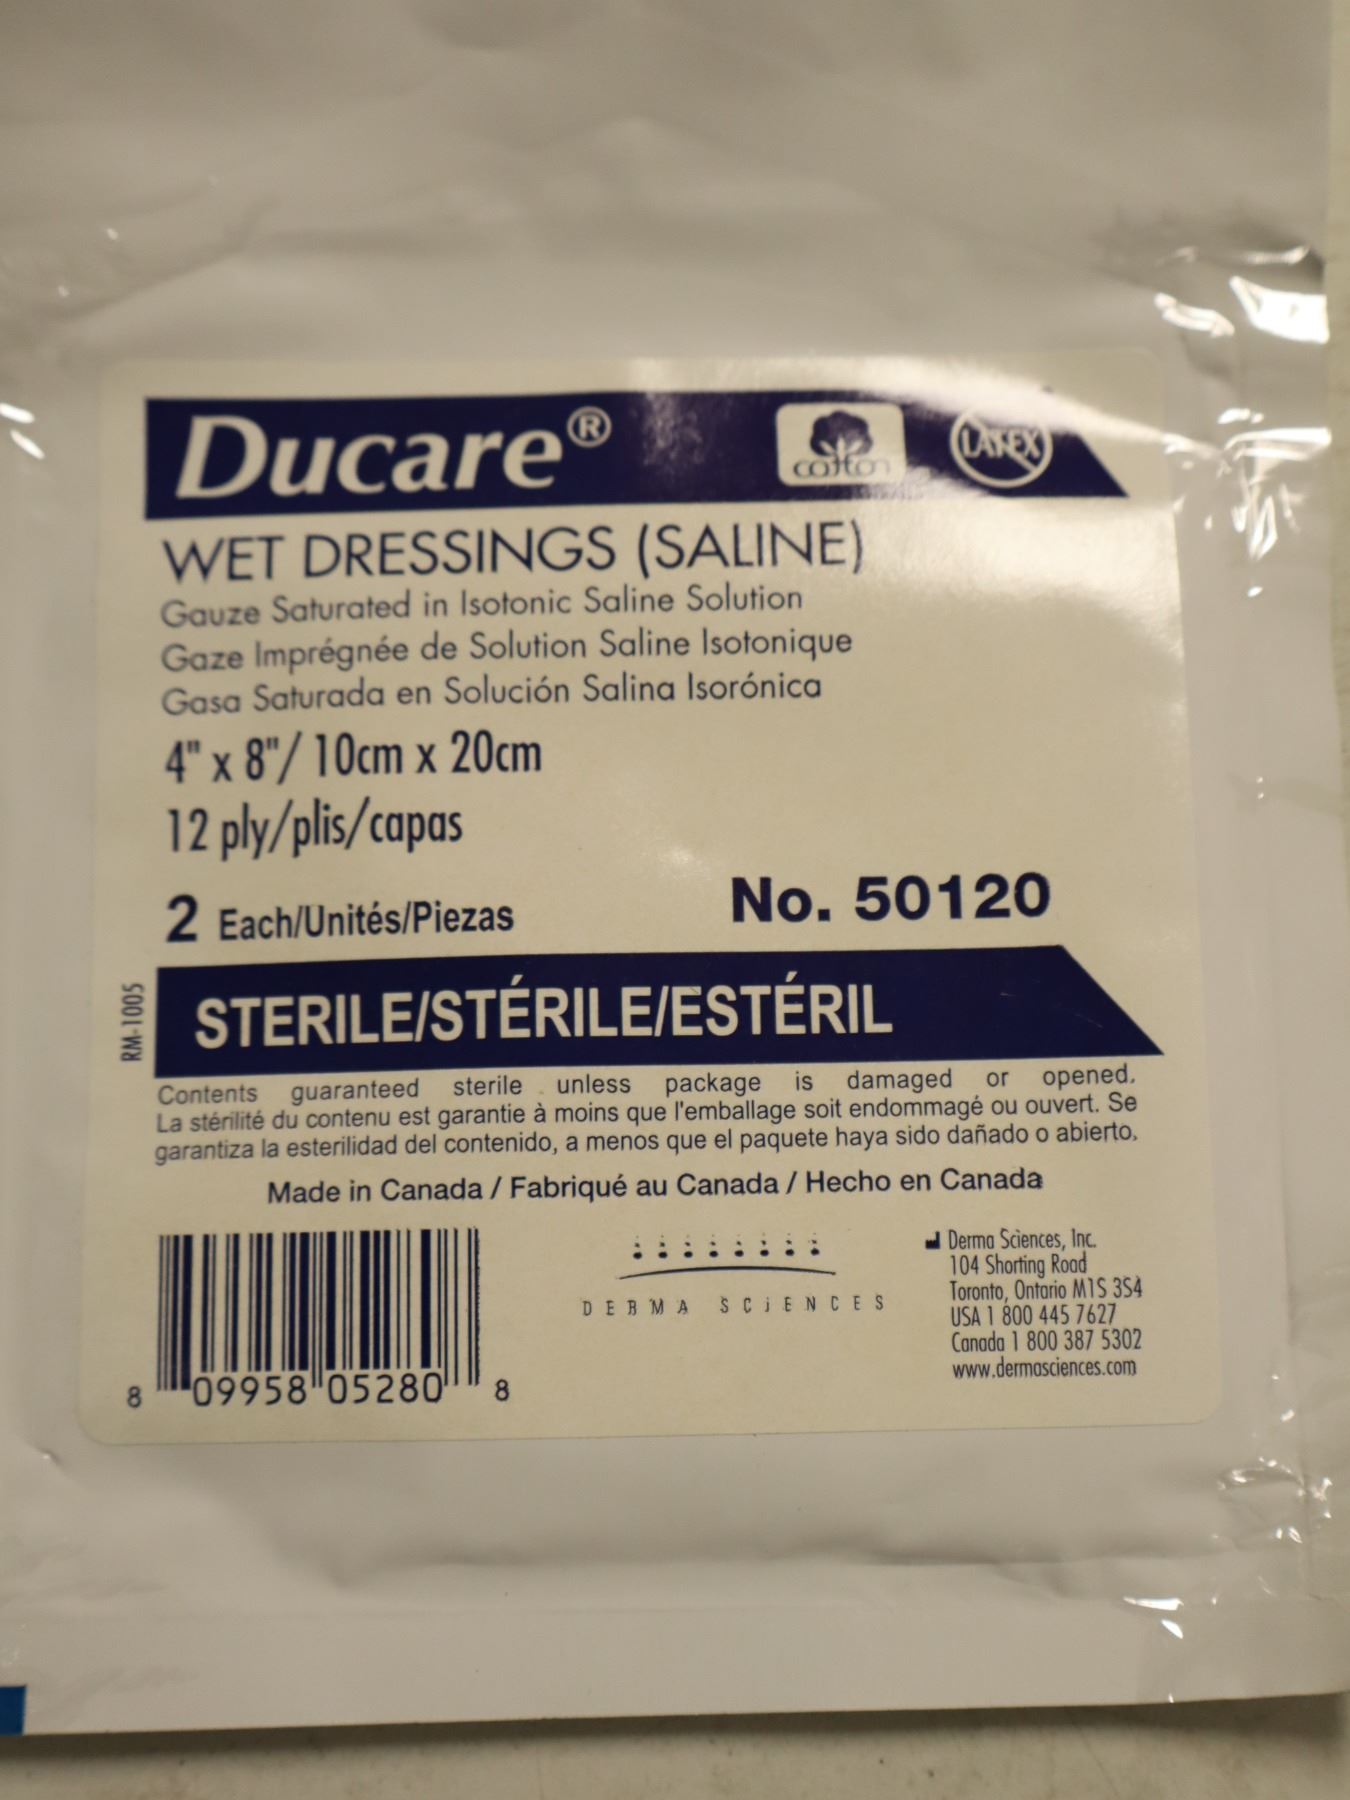 Ducare®
cotton
LATEX
WET DRESSINGS (SALINE)
Gauze Saturated in Isotonic Saline Solution
Gaze Imprégnée de Solution Saline Isotonique
Gasa Saturada en Solución Salina Isorónica
4" x 8"/ 10cm x 20cm
12 ply/plis/capas
2 Each/Unités/Piezas
No. 50120
RM-1005
STERILE/STÉRILE/ESTÉRIL
Contents guaranteed sterile unless package is damaged or opened.
La stérilité du contenu est garantie à moins que l'emballage soit endommagé ou ouvert. Se
garantiza la esterilidad del contenido, a menos que el paquete haya sido dañado o abierto.
Made in Canada / Fabriqué au Canada / Hecho en Canada
8 09958 05280 8
DERMA SCiENCES
Derma Sciences, Inc.
104 Shorting Road
Toronto, Ontario M1S 3S4
USA 1 800 445 7627
Canada 1 800 387 5302
www.dermasciences.com